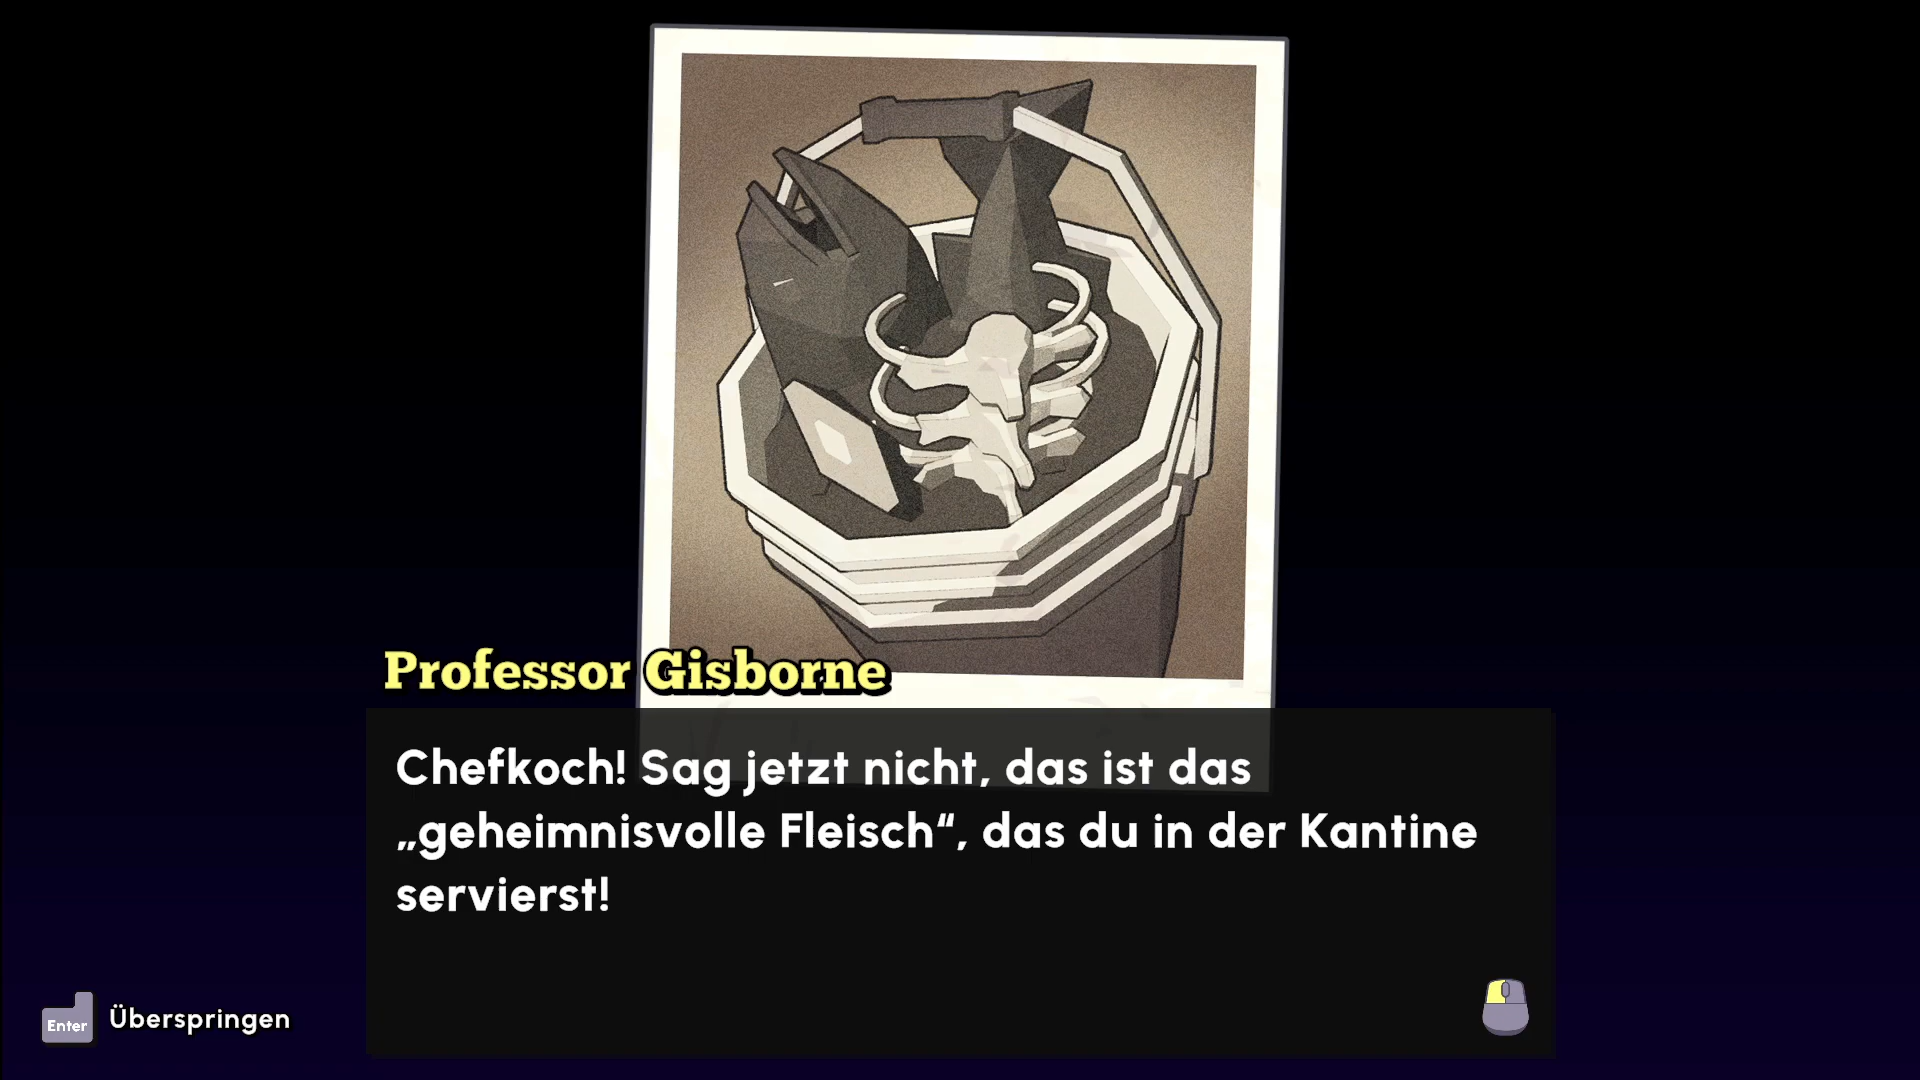 Professor Gisborne
Chefkoch! Sag jetzt nicht, das ist das
„geheimnisvolle Fleisch“, das du in der Kantine
servierst!
Enter Überspringen